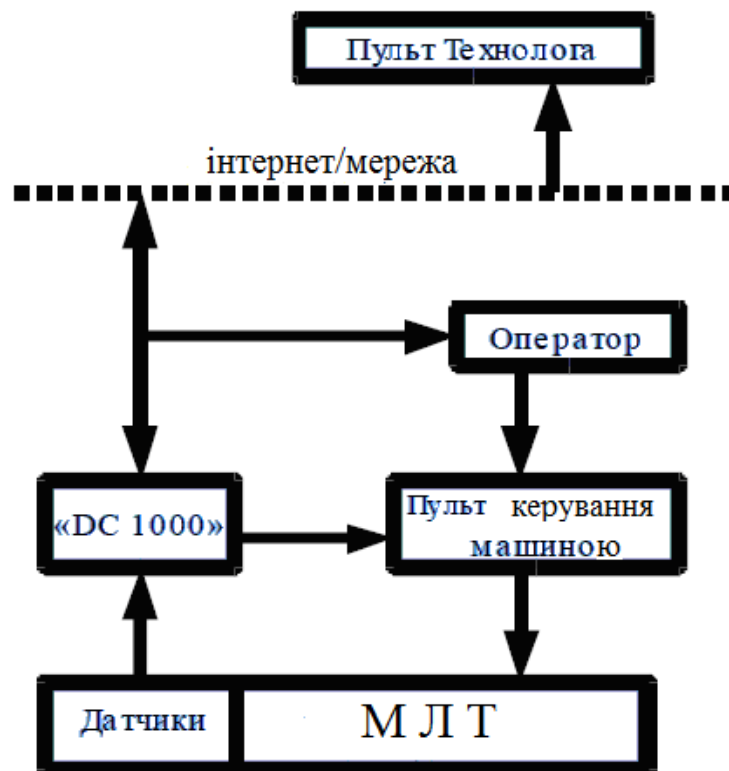 Пульт Технолога
інтернет/мережа
Оператор
«DC 1000»
Пульт керування
машиною
Датчики
М Л Т